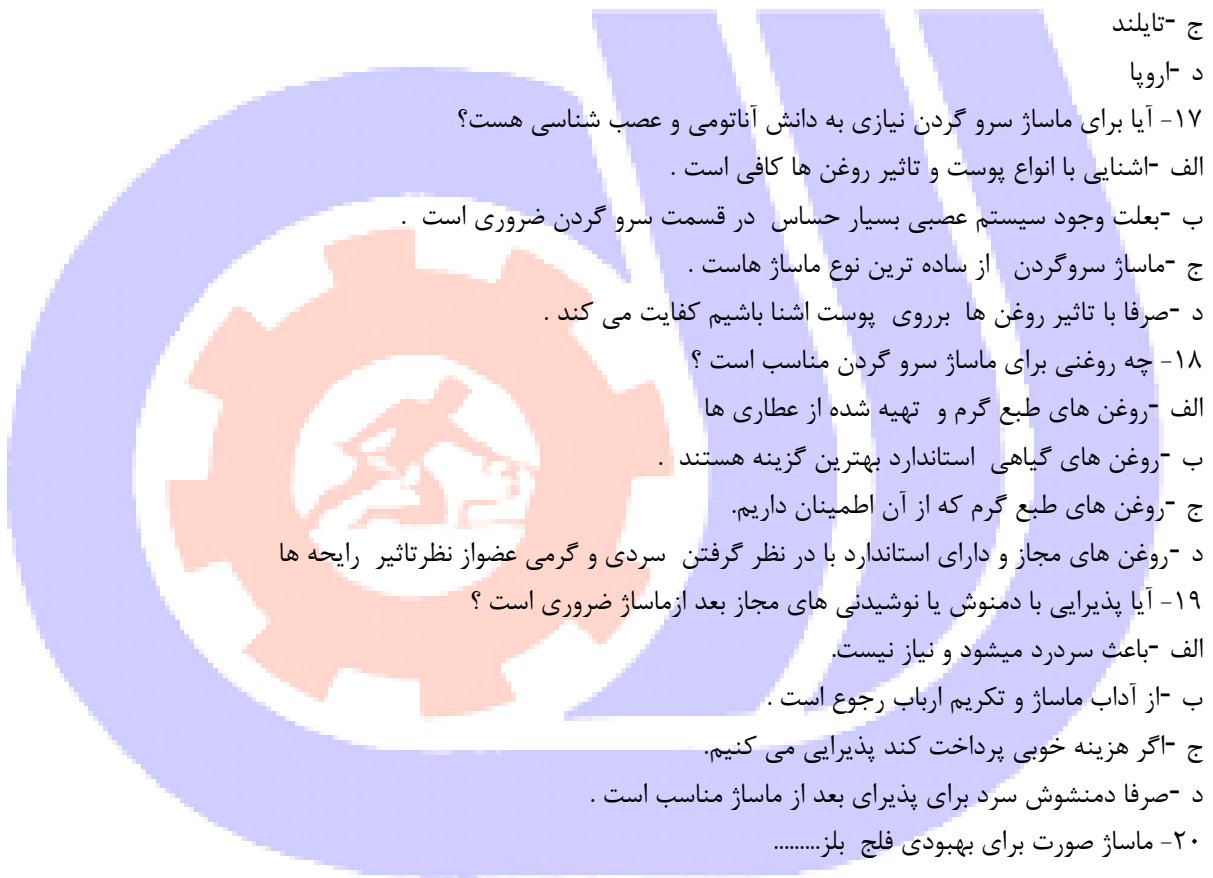 ج -تایلند
د -اروپا
۱۷- آیا برای ماساژ سرو گردن نیازی به دانش آناتومی و عصب شناسی هست؟
الف -اشنایی با انواع پوست و تاثیر روغن ها کافی است .
ب -بعلت وجود سیستم عصبی بسیار حساس در قسمت سرو گردن ضروری است .
ج -ماساژ سروگردن از ساده ترین نوع ماساژ هاست .
د -صرفا با تاثیر روغن ها برروی پوست اشنا باشیم کفایت می کند .
۱۸- چه روغنی برای ماساژ سرو گردن مناسب است ؟
الف -روغن های طبع گرم و تهیه شده از عطاری ها
ب -روغن های گیاهی استاندارد بهترین گزینه هستند .
ج -روغن های طبع گرم که از آن اطمینان داریم.
د -روغن های مجاز و دارای استاندارد با در نظر گرفتن سردی و گرمی عضواز نظرتاثیر رایحه ها
۱۹- آیا پذیرایی با دمنوش یا نوشیدنی های مجاز بعد ازماساژ ضروری است ؟
الف -باعث سردرد میشود و نیاز نیست.
ب -از آداب ماساژ و تکریم ارباب رجوع است .
ج -اگر هزینه خوبی پرداخت کند پذیرایی می کنیم.
د -صرفا دمنشوش سرد برای پذیرای بعد از ماساژ مناسب است .
۲۰- ماساژ صورت برای بهبودی فلج بلز.........